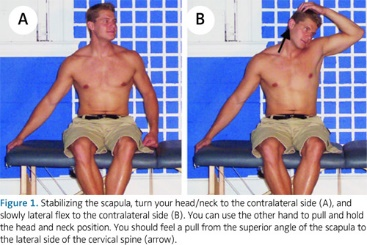 A
B
Figure 1. Stabilizing the scapula, turn your head/neck to the contralateral side (A), and
slowly lateral flex to the contralateral side (B). You can use the other hand to pull and hold
the head and neck position. You should feel a pull from the superior angle of the scapula to
the lateral side of the cervical spine (arrow).